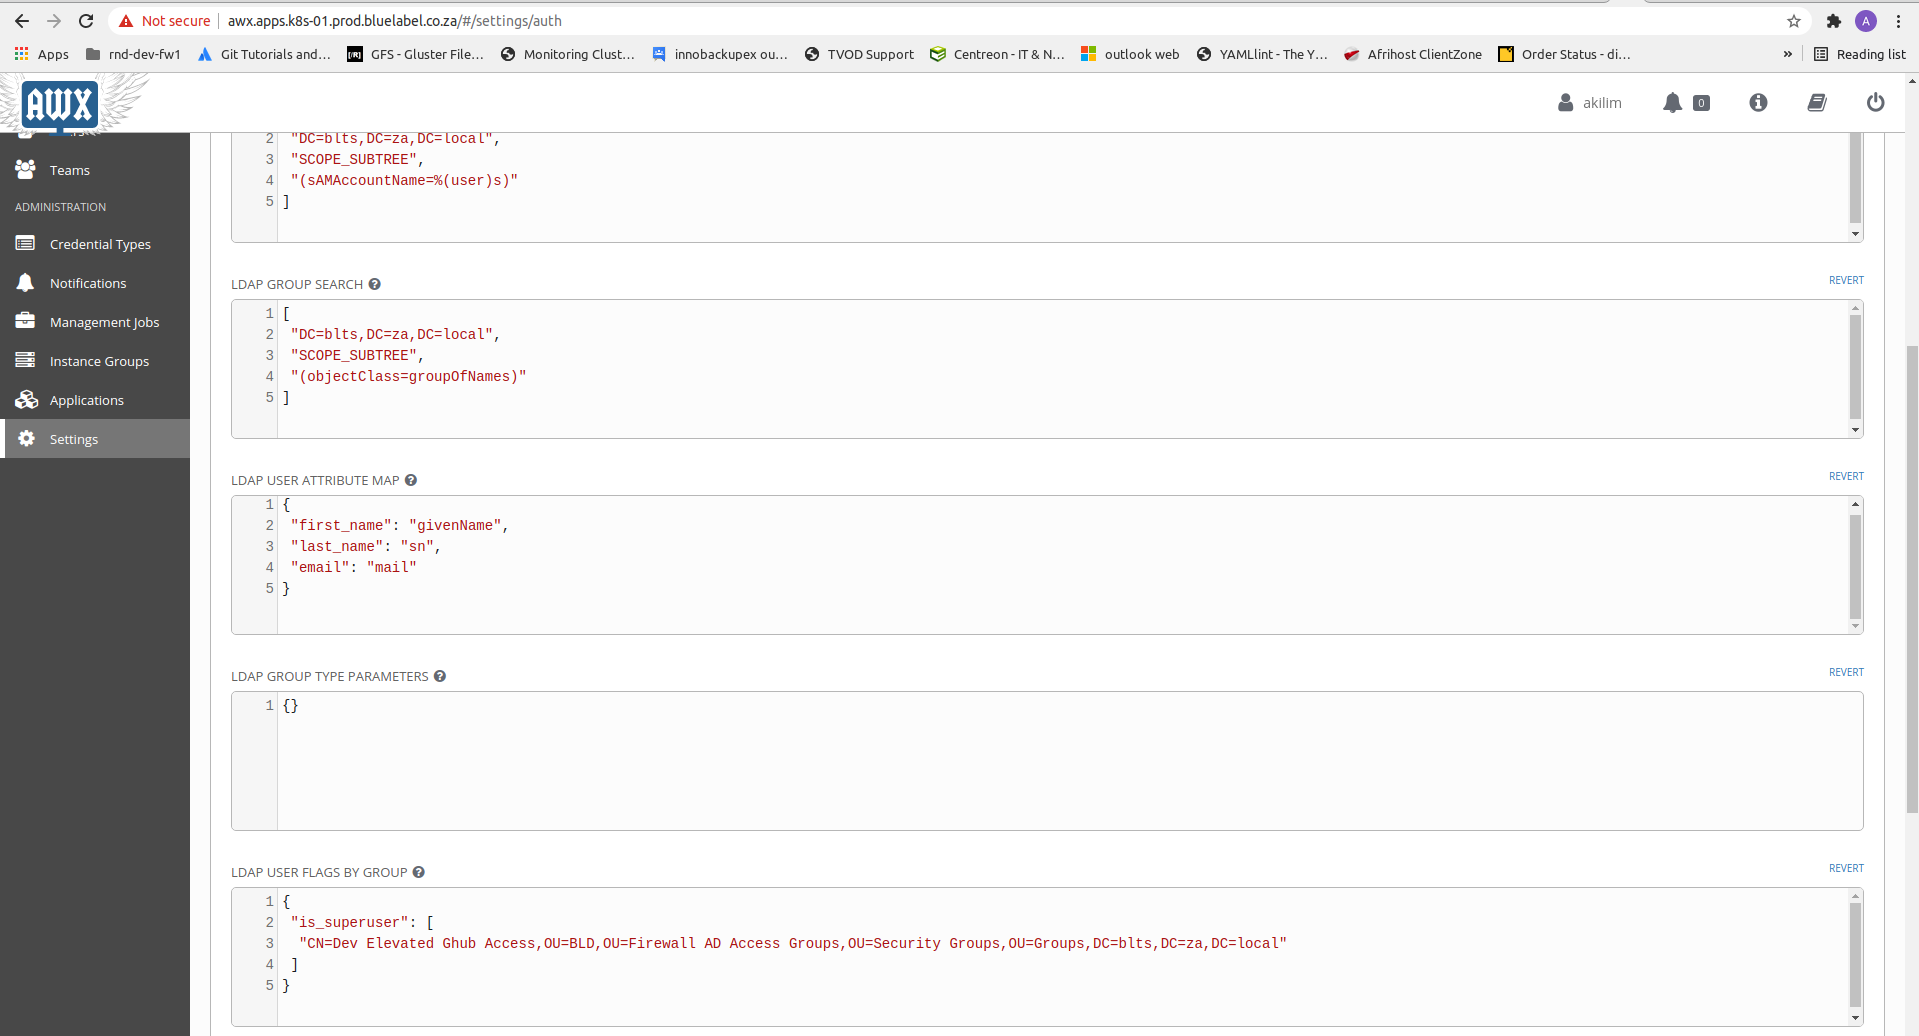 Not secure awx.apps.k8s-01.prod.bluelabel.co.za/#/settings/auth A
Apps rnd-dev-fw1 Git Tutorials and... [/R] GFS - Gluster File... Monitoring Clust... innobackupex ou... TVOD Support Centreon - IT & N... outlook web YAMLlint - The Y... Afrihost ClientZone Order Status - di... » Reading list
AWX akilim 0
Teams
ADMINISTRATION
Credential Types
Notifications
Management Jobs
Instance Groups
Applications
Settings
2 "DC=blts,DC=za,DC=local",
3 "SCOPE_SUBTREE",
4 "(sAMAccountName=%(user)s)"
5 ]
LDAP GROUP SEARCH ? REVERT
1 [
2 "DC=blts,DC=za,DC=local",
3 "SCOPE_SUBTREE",
4 "(objectClass=groupOfNames)"
5 ]
LDAP USER ATTRIBUTE MAP ? REVERT
1 {
2 "first_name": "givenName",
3 "last_name": "sn",
4 "email": "mail"
5 }
LDAP GROUP TYPE PARAMETERS ? REVERT
1 {}
LDAP USER FLAGS BY GROUP ? REVERT
1 {
2 "is_superuser": [
3 "CN=Dev Elevated Ghub Access,OU=BLD,OU=Firewall AD Access Groups,OU=Security Groups,OU=Groups,DC=blts,DC=za,DC=local"
4 ]
5 }